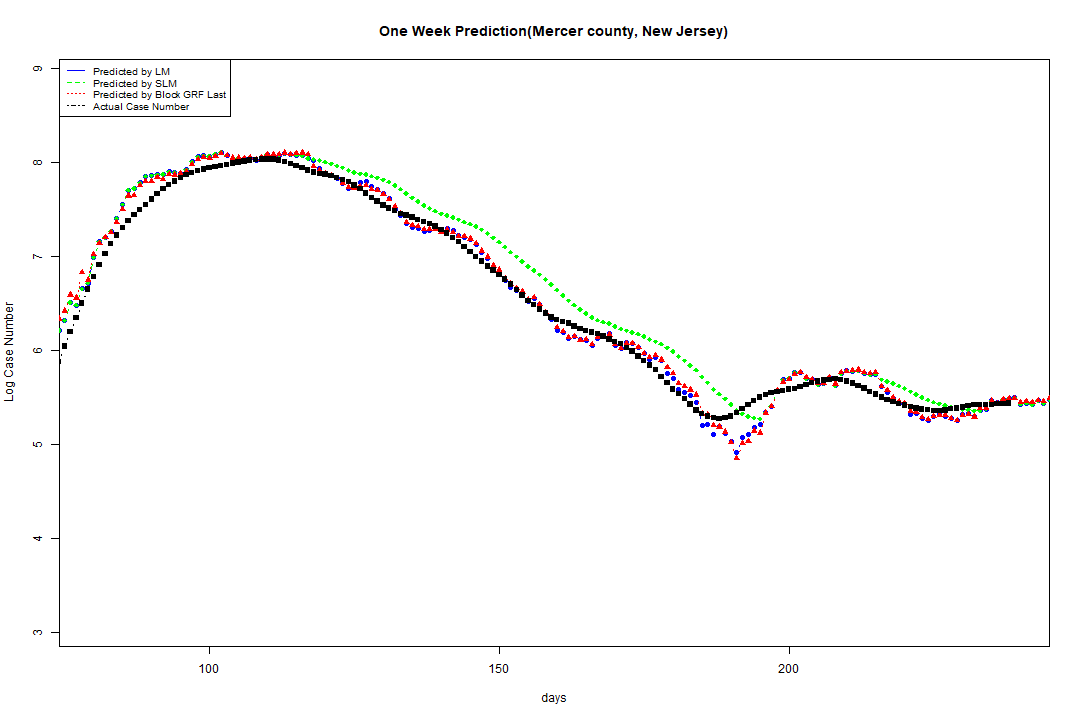 One Week Prediction(Mercer county, New Jersey)
Predicted by LM
Predicted by SLM
Predicted by Block GRF Last
Actual Case Number
9
8
7
6
5
4
3
Log Case Number
100 150 200
days